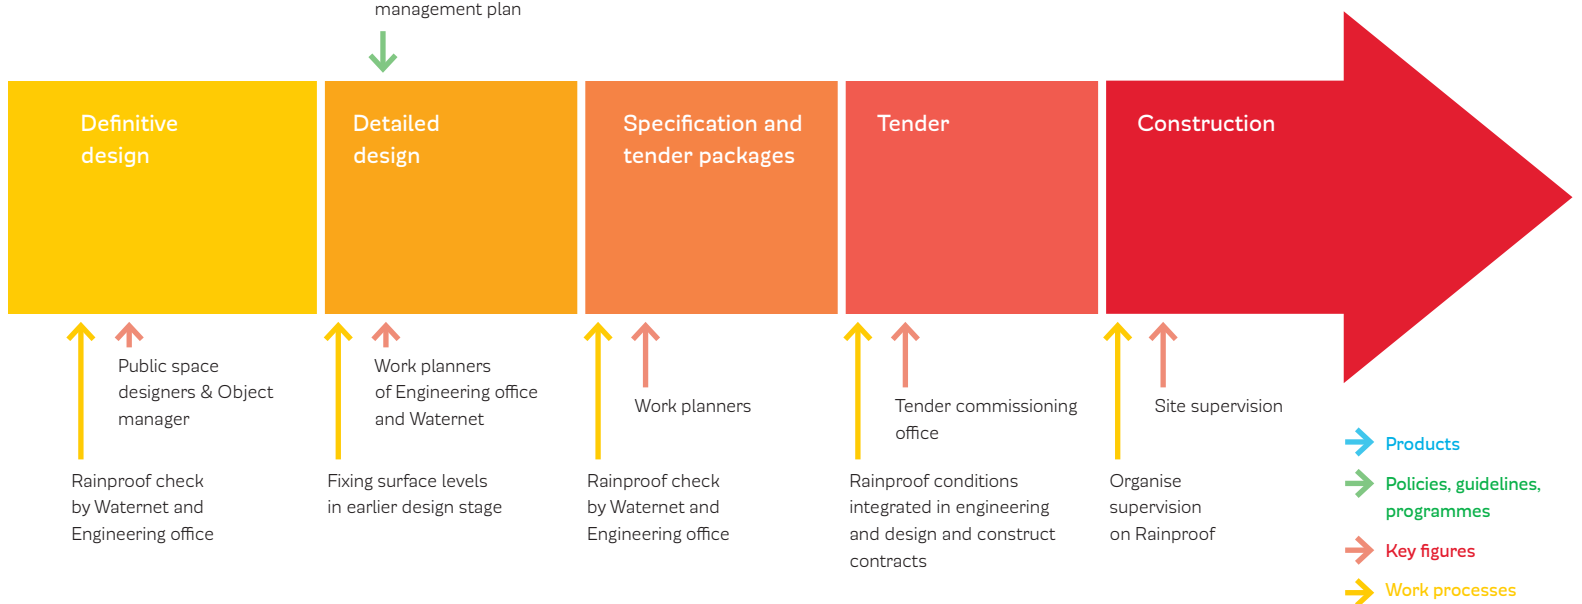 management plan
Definitive
design
Detailed
design
Specification and
tender packages
Tender
Construction
Public space
designers & Object
manager
Work planners
of Engineering office
and Waternet
Work planners
Tender commissioning
office
Site supervision
Rainproof check
by Waternet and
Engineering office
Fixing surface levels
in earlier design stage
Rainproof check
by Waternet and
Engineering office
Rainproof conditions
integrated in engineering
and design and construct
contracts
Organise
supervision
on Rainproof
Products
Policies, guidelines,
programmes
Key figures
Work processes